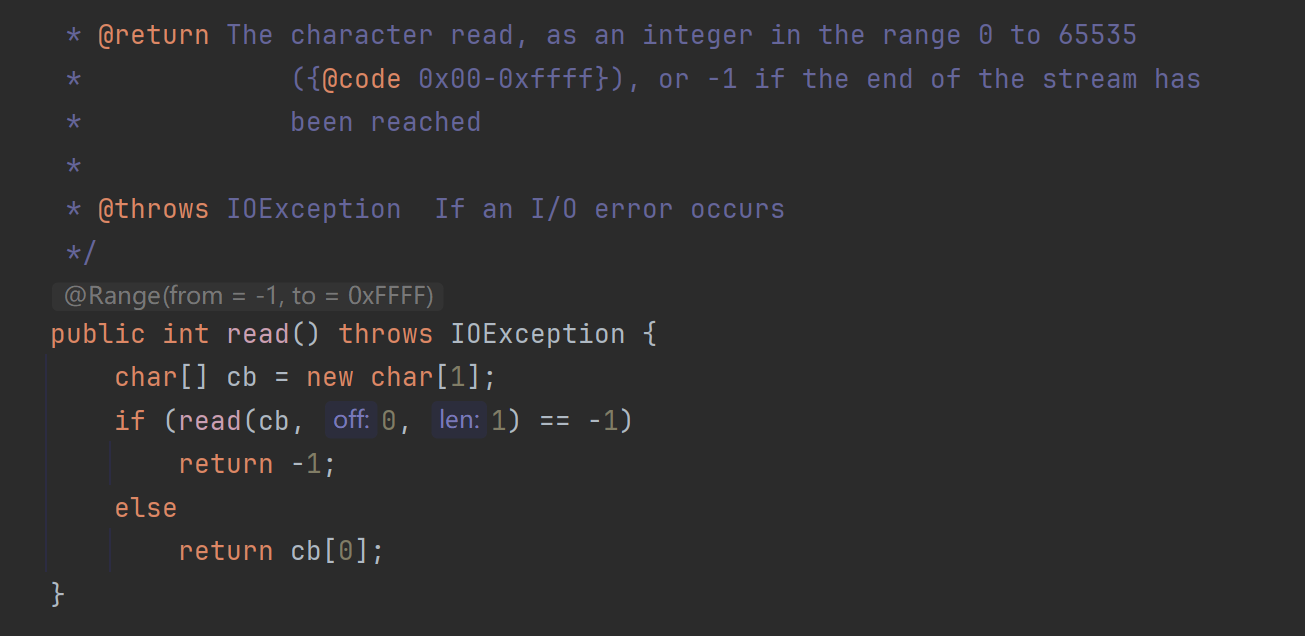 * @return The character read, as an integer in the range 0 to 65535
*             ({@code 0x00-0xffff}), or -1 if the end of the stream has
*             been reached
*
* @throws IOException  If an I/O error occurs
*/
@Range(from = -1, to = 0xFFFF)
public int read() throws IOException {
    char[] cb = new char[1];
    if (read(cb, off: 0, len: 1) == -1)
        return -1;
    else
        return cb[0];
}